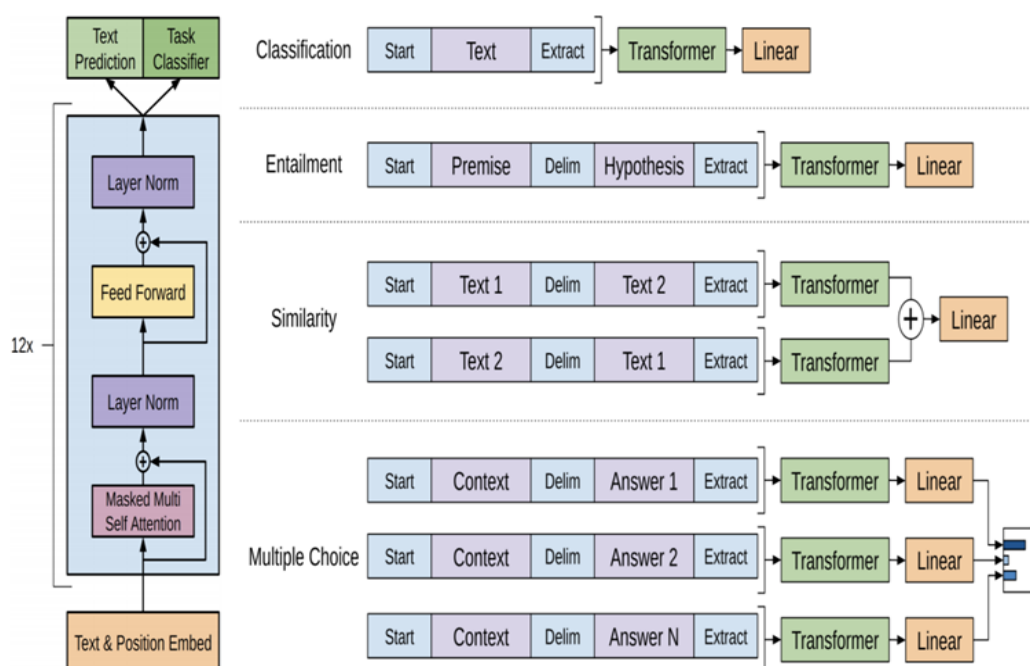 Text
Prediction
Task
Classifier
Layer Norm
Feed Forward
12x
Layer Norm
Masked Multi
Self Attention
Text & Position Embed
Classification
Start Text Extract Transformer Linear
Entailment
Start Premise Delim Hypothesis Extract Transformer Linear
Similarity
Start Text 1 Delim Text 2 Extract Transformer
+ Linear
Start Text 2 Delim Text 1 Extract Transformer
Multiple Choice
Start Context Delim Answer 1 Extract Transformer Linear
Start Context Delim Answer 2 Extract Transformer Linear
Start Context Delim Answer N Extract Transformer Linear